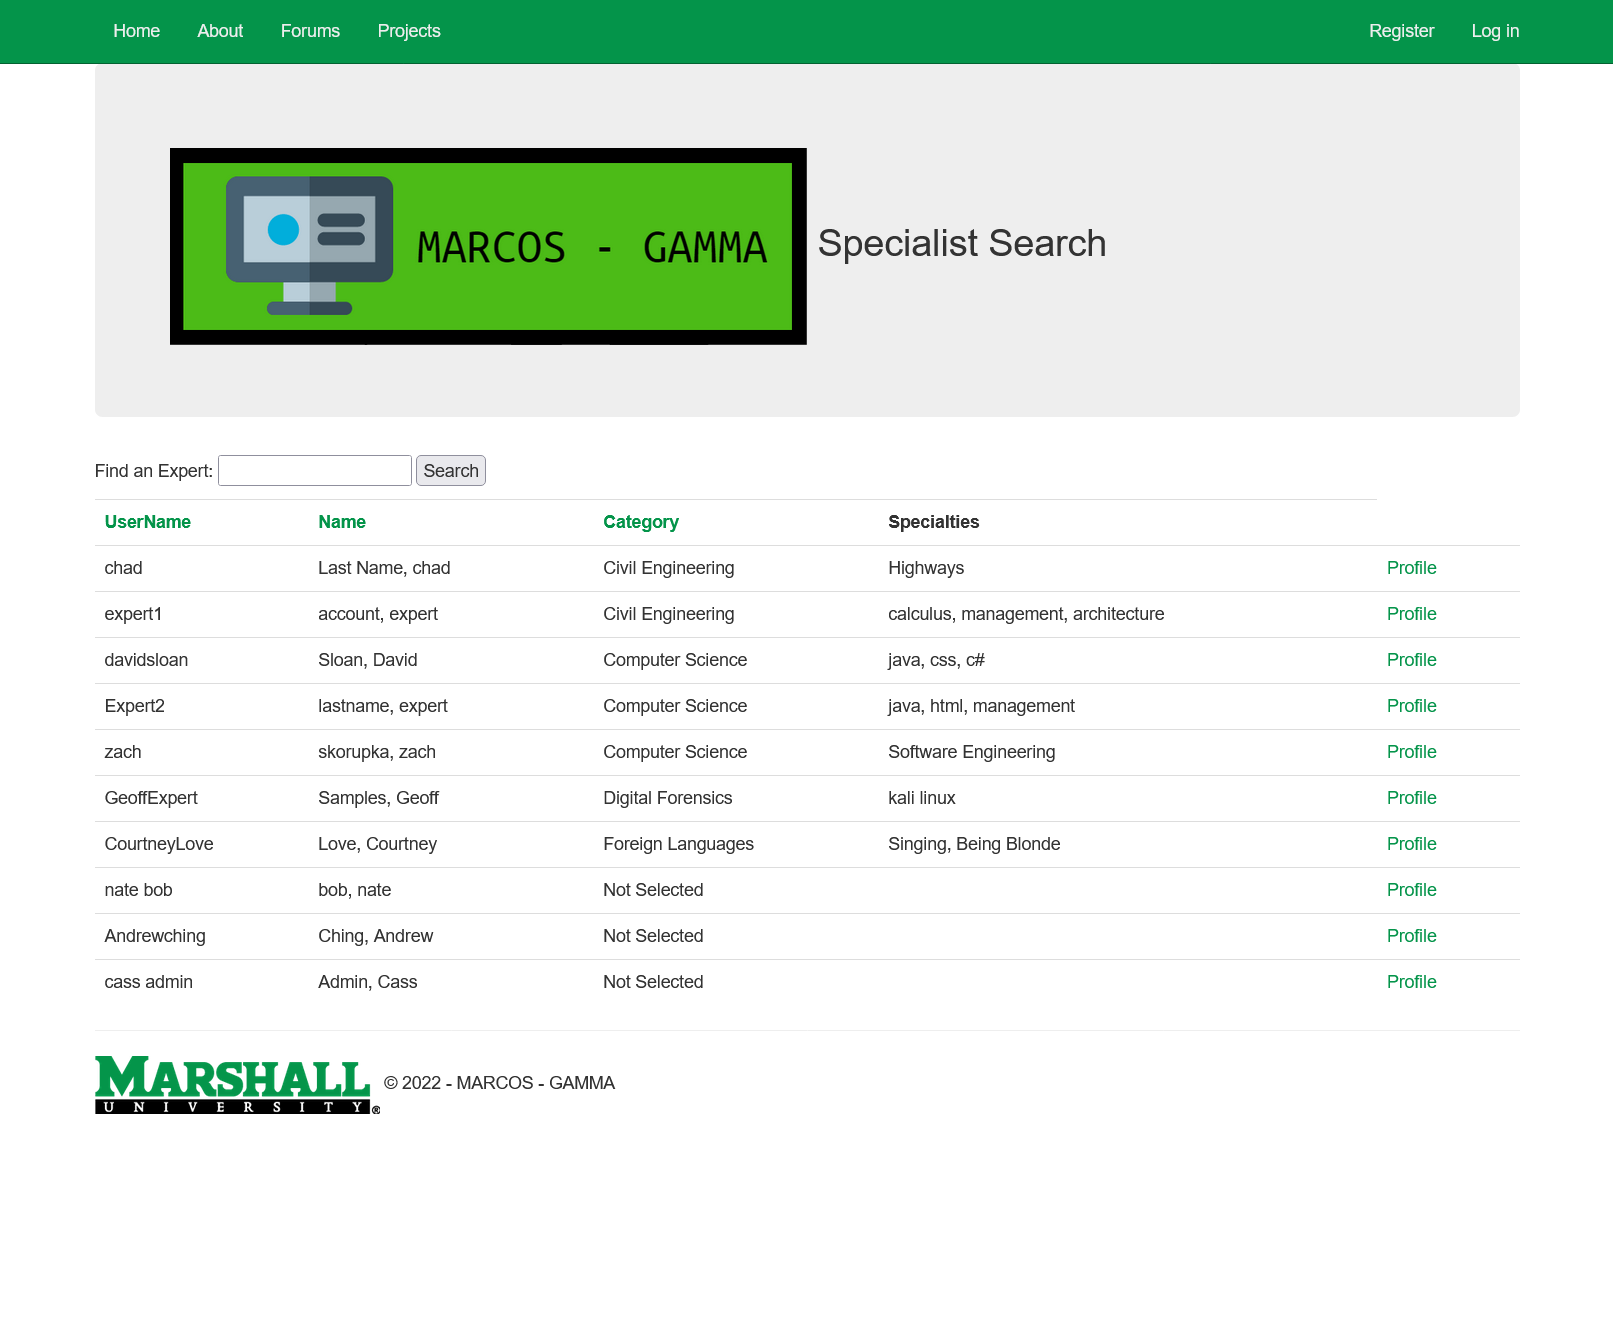 Home About Forums Projects Register Log in
MARCOS - GAMMA Specialist Search
Find an Expert: Search
UserName Name Category Specialties
chad Last Name, chad Civil Engineering Highways Profile
expert1 account, expert Civil Engineering calculus, management, architecture Profile
davidsloan Sloan, David Computer Science java, css, c# Profile
Expert2 lastname, expert Computer Science java, html, management Profile
zach skorupka, zach Computer Science Software Engineering Profile
GeoffExpert Samples, Geoff Digital Forensics kali linux Profile
CourtneyLove Love, Courtney Foreign Languages Singing, Being Blonde Profile
nate bob bob, nate Not Selected Profile
Andrewching Ching, Andrew Not Selected Profile
cass admin Admin, Cass Not Selected Profile
MARSHALL © 2022 - MARCOS - GAMMA
UNIVERSITY®